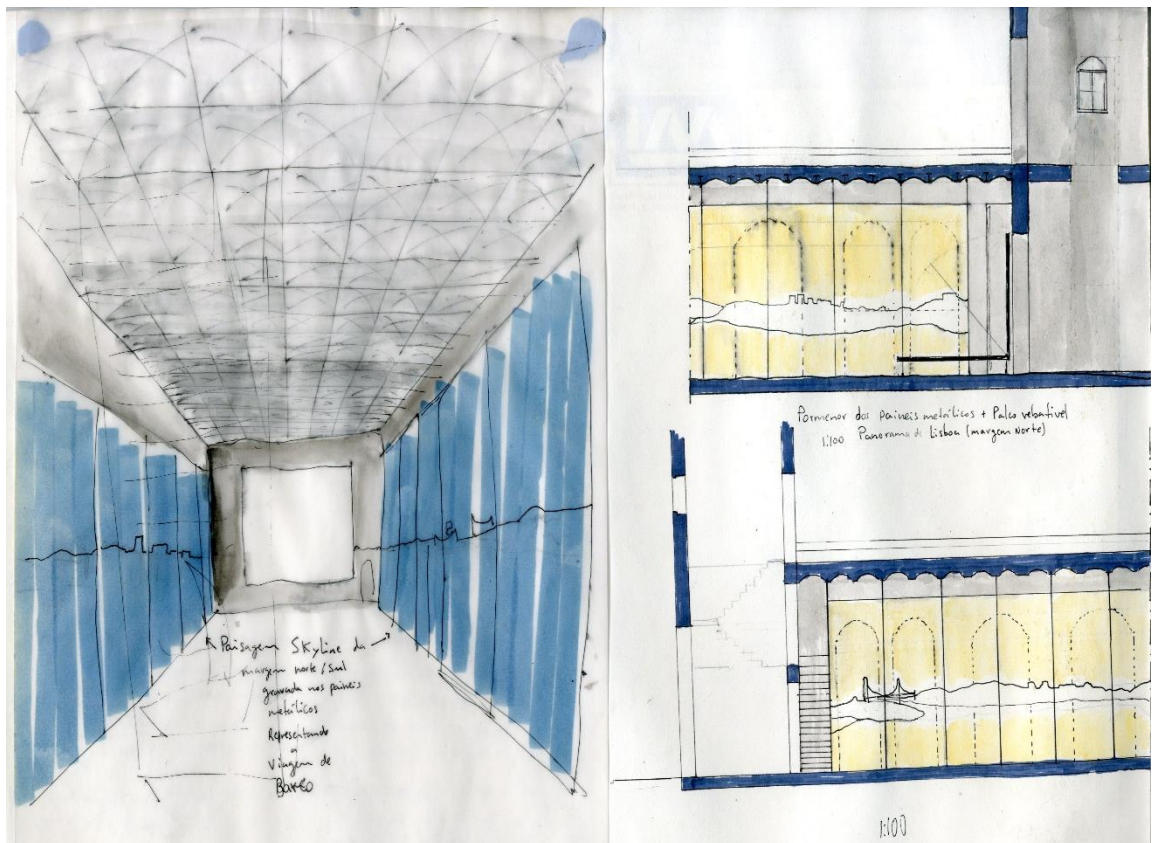 Paisagem Skyline da
margem norte/sul
gravada nos paineis
metálicos
Representando
a
Viagem de
Barco
Pormenor dos paineis metálicos + Palco rebatível
1:100 Panorama de Lisboa (margem Norte)
1:100